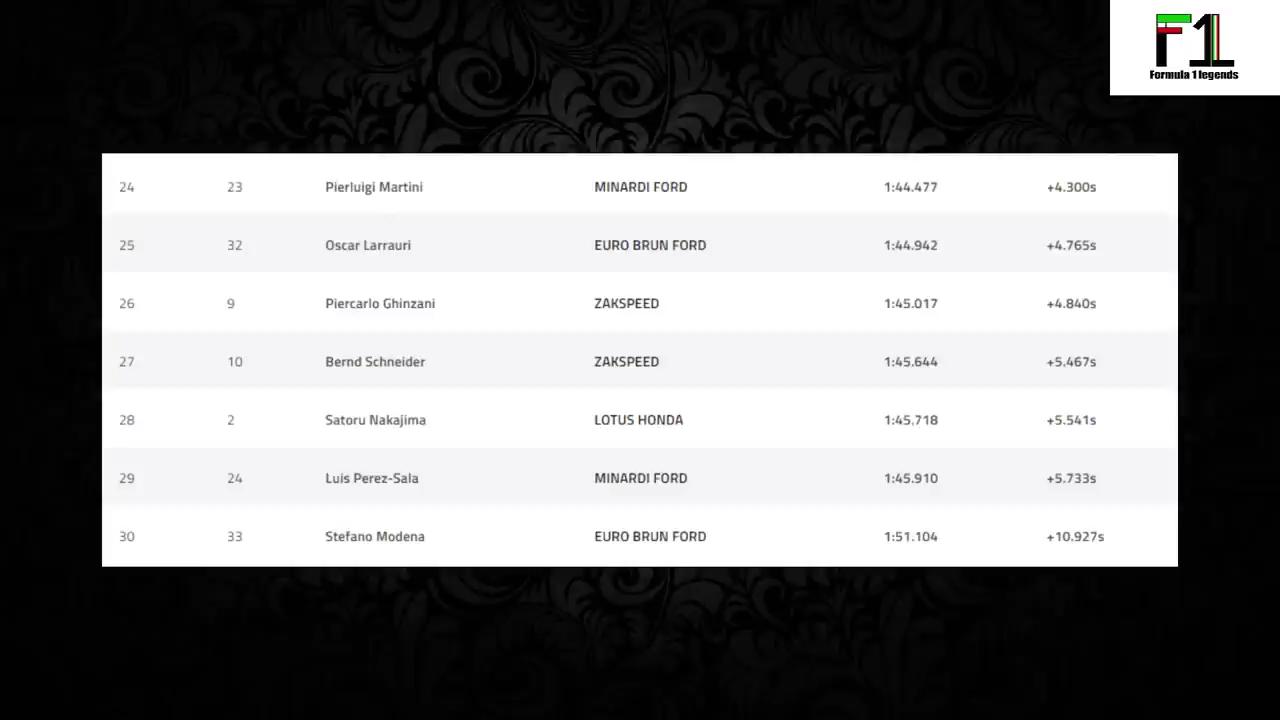 F1
Formula 1 legends
24 23 Pierluigi Martini MINARDI FORD 1:44.477 +4.300s
25 32 Oscar Larrauri EURO BRUN FORD 1:44.942 +4.765s
26 9 Piercarlo Ghinzani ZAKSPEED 1:45.017 +4.840s
27 10 Bernd Schneider ZAKSPEED 1:45.644 +5.467s
28 2 Satoru Nakajima LOTUS HONDA 1:45.718 +5.541s
29 24 Luis Perez-Sala MINARDI FORD 1:45.910 +5.733s
30 33 Stefano Modena EURO BRUN FORD 1:51.104 +10.927s